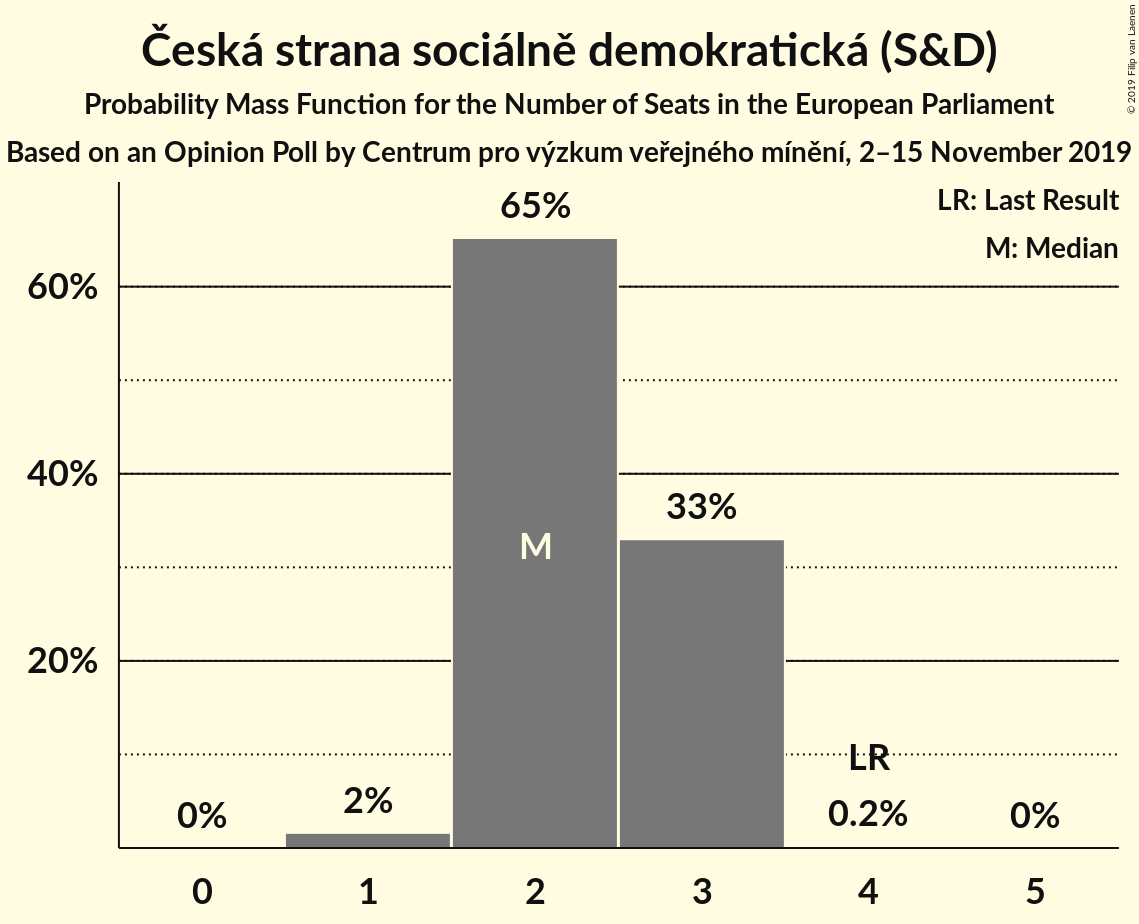 Česká strana sociálně demokratická (S&D)
Probability Mass Function for the Number of Seats in the European Parliament
Based on an Opinion Poll by Centrum pro výzkum veřejného mínění, 2–15 November 2019
© 2019 Filip van Laenen
LR: Last Result
M: Median
65%
60%
40%
33%
M
20%
LR
0%
2%
0.2%
0%
0 1 2 3 4 5